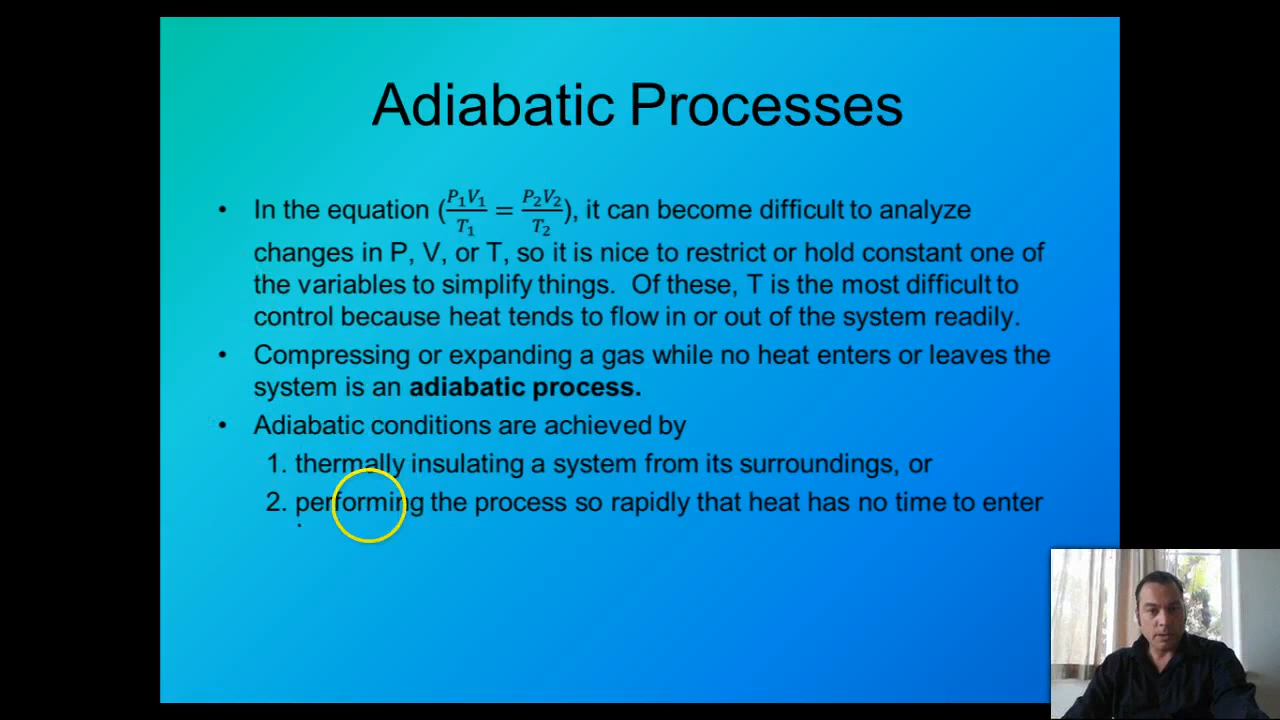 Adiabatic Processes
• In the equation (P₁V₁/T₁ = P₂V₂/T₂), it can become difficult to analyze
changes in P, V, or T, so it is nice to restrict or hold constant one of
the variables to simplify things. Of these, T is the most difficult to
control because heat tends to flow in or out of the system readily.
• Compressing or expanding a gas while no heat enters or leaves the
system is an adiabatic process.
• Adiabatic conditions are achieved by
1. thermally insulating a system from its surroundings, or
2. performing the process so rapidly that heat has no time to enter